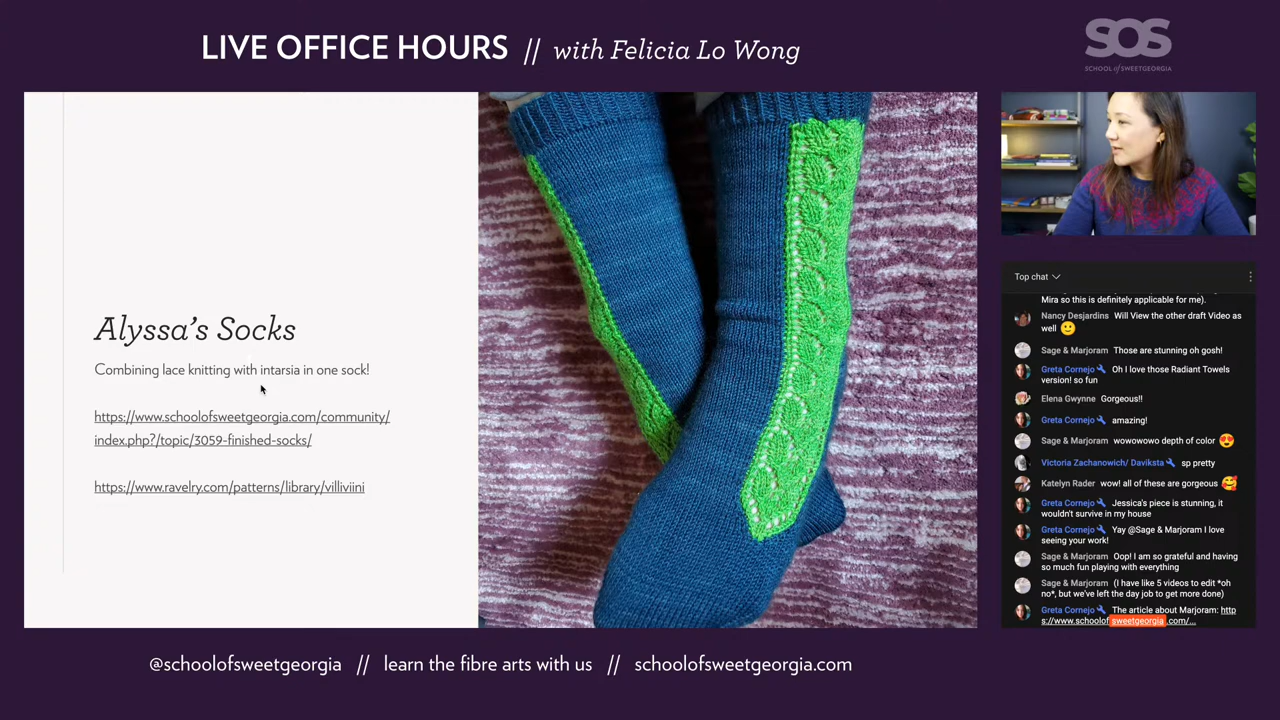 LIVE OFFICE HOURS // with Felicia Lo Wong
SOS
SCHOOL of SWEETGEORGIA
Alyssa's Socks
Combining lace knitting with intarsia in one sock!
https://www.schoolofsweetgeorgia.com/community/
index.php?/topic/3059-finished-socks/
https://www.ravelry.com/patterns/library/villiviini
Top chat
Mira so this is definitely applicable for me).
Nancy Desjardins Will View the other draft Video as
well 🙂
Sage & Marjoram Those are stunning oh gosh!
Greta Cornejo Oh I love those Radiant Towels
version! so fun
Elena Gwynne Gorgeous!!
Greta Cornejo amazing!
Sage & Marjoram wowowowo depth of color 😍
Victoria Zachanowich/ Daviksta sp pretty
Katelyn Rader wow! all of these are gorgeous 🥰
Greta Cornejo Jessica's piece is stunning, it
wouldn't survive in my house
Greta Cornejo Yay @Sage & Marjoram I love
seeing your work!
Sage & Marjoram Oop! I am so grateful and having
so much fun playing with everything
Sage & Marjoram (I have like 5 videos to edit *oh
no*, but we've left the day job to get more done)
Greta Cornejo The article about Marjoram: http
s://www.schoolofsweetgeorgia.com/...
@schoolofsweetgeorgia // learn the fibre arts with us // schoolofsweetgeorgia.com